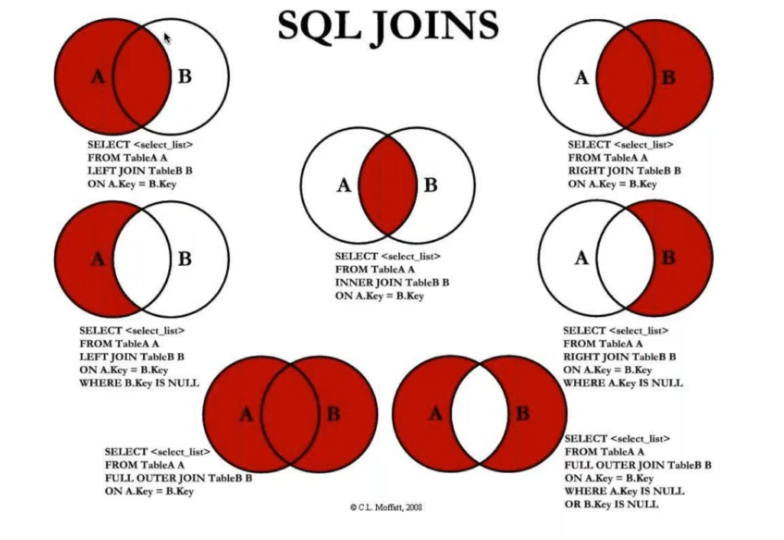 SQL JOINS
A B
SELECT <select_list>
FROM TableA A
LEFT JOIN TableB B
ON A.Key = B.Key
A B
SELECT <select_list>
FROM TableA A
RIGHT JOIN TableB B
ON A.Key = B.Key
A B
SELECT <select_list>
FROM TableA A
INNER JOIN TableB B
ON A.Key = B.Key
A B
SELECT <select_list>
FROM TableA A
LEFT JOIN TableB B
ON A.Key = B.Key
WHERE B.Key IS NULL
A B
SELECT <select_list>
FROM TableA A
RIGHT JOIN TableB B
ON A.Key = B.Key
WHERE A.Key IS NULL
A B
SELECT <select_list>
FROM TableA A
FULL OUTER JOIN TableB B
ON A.Key = B.Key
A B
SELECT <select_list>
FROM TableA A
FULL OUTER JOIN TableB B
ON A.Key = B.Key
WHERE A.Key IS NULL
OR B.Key IS NULL
© C.L. Moffatt, 2008